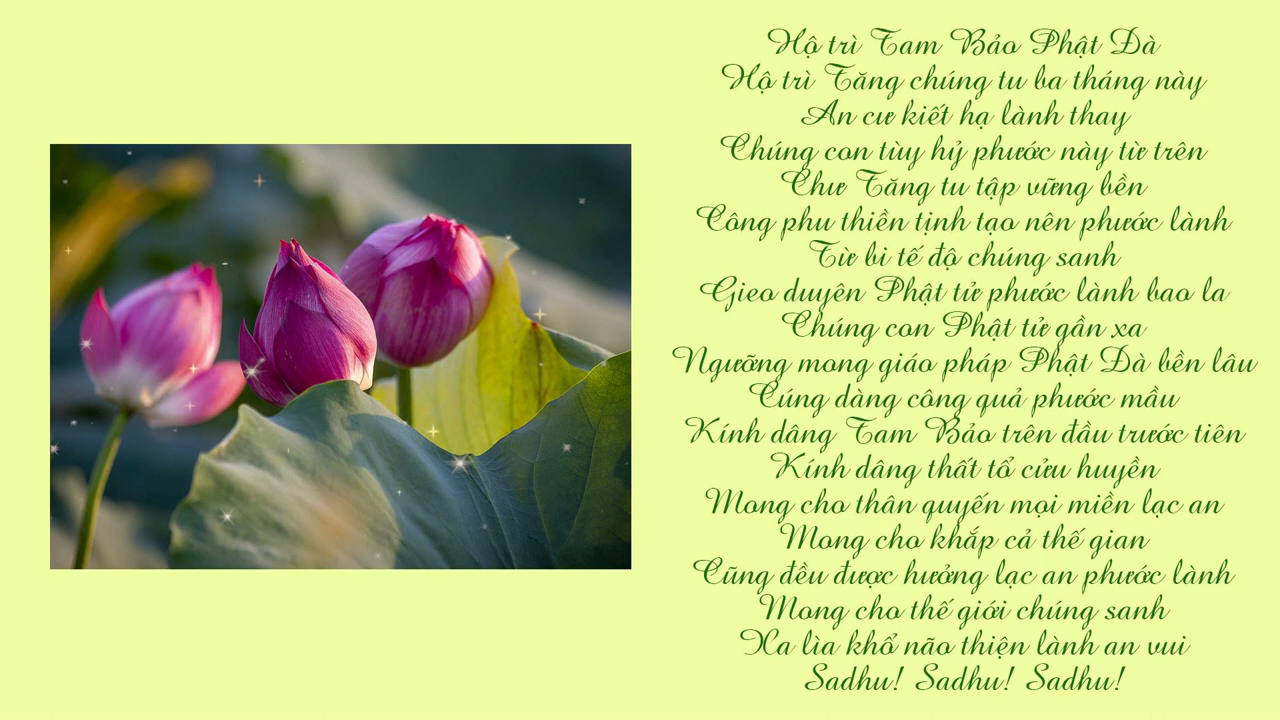 Hộ trì Tam Bảo Phật Đà
Hộ trì Tăng chúng tu ba tháng này
An cư kiết hạ lành thay
Chúng con tùy hỷ phước này từ trên
Chư Tăng tu tập vững bền
Công phu thiền tịnh tạo nên phước lành
Từ bi tế độ chúng sanh
Gieo duyên Phật tử phước lành bao la
Chúng con Phật tử gần xa
Ngưỡng mong giáo pháp Phật Đà bền lâu
Cúng dàng công quả phước mầu
Kính dâng Tam Bảo trên đầu trước tiên
Kính dâng thất tổ cửu huyền
Mong cho thân quyến mọi miền lạc an
Mong cho khắp cả thế gian
Cũng đều được hưởng lạc an phước lành
Mong cho thế giới chúng sanh
Xa lìa khổ não thiện lành an vui
Sadhu! Sadhu! Sadhu!